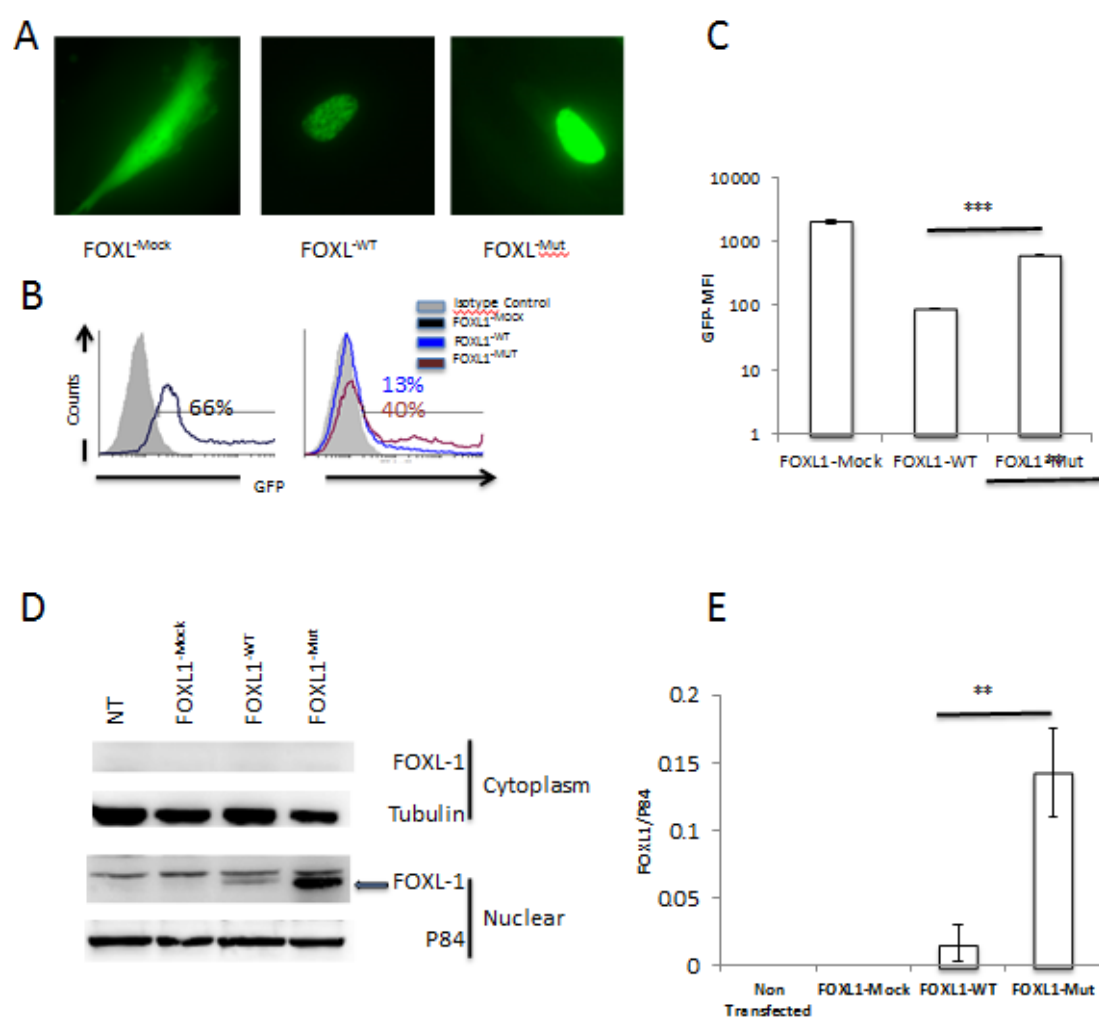 A
FOXL-Mock
FOXL-WT
FOXL-Mut
B
Isotype Control
FOXL1-Mock
FOXL1-WT
FOXL1-MUT
Counts
66%
13%
40%
GFP
C
***
GFP-MFI
10000
1000
100
10
1
FOXL1-Mock
FOXL1-WT
FOXL1-Mut
**
D
NT
FOXL1-Mock
FOXL1-WT
FOXL1-Mut
FOXL-1
Cytoplasm
Tubulin
FOXL-1
Nuclear
P84
E
**
FOXL1/P84
0.2
0.15
0.1
0.05
0
Non Transfected
FOXL1-Mock
FOXL1-WT
FOXL1-Mut